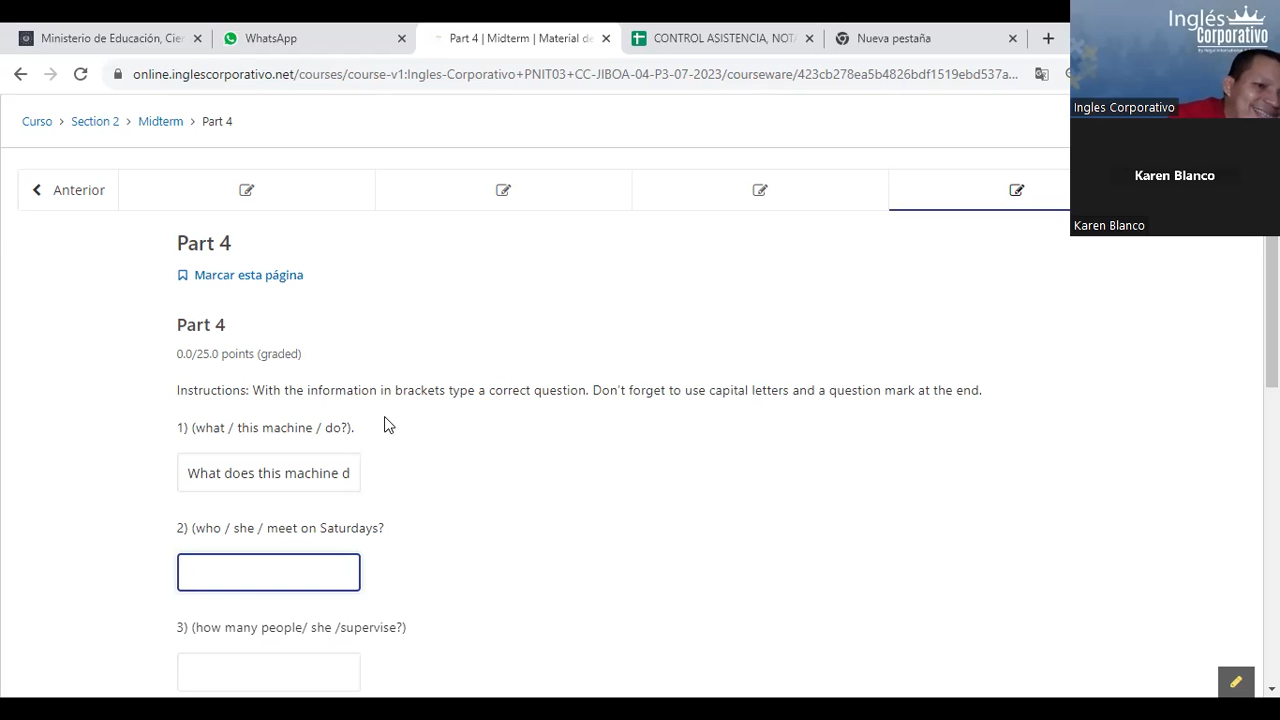 Ministerio de Educación, Cien
WhatsApp
Part 4 | Midterm | Material de
CONTROL ASISTENCIA, NOTA
Nueva pestaña
online.inglescorporativo.net/courses/course-v1:Ingles-Corporativo+PNIT03+CC-JIBOA-04-P3-07-2023/courseware/423cb278ea5b4826bdf1519ebd537a...
Inglés
Corporativo
Ingles Corporativo
Karen Blanco
Karen Blanco
Curso > Section 2 > Midterm > Part 4
Anterior
Part 4
Marcar esta página
Part 4
0.0/25.0 points (graded)
Instructions: With the information in brackets type a correct question. Don't forget to use capital letters and a question mark at the end.
1) (what / this machine / do?).
What does this machine d
2) (who / she / meet on Saturdays?
3) (how many people/ she /supervise?)